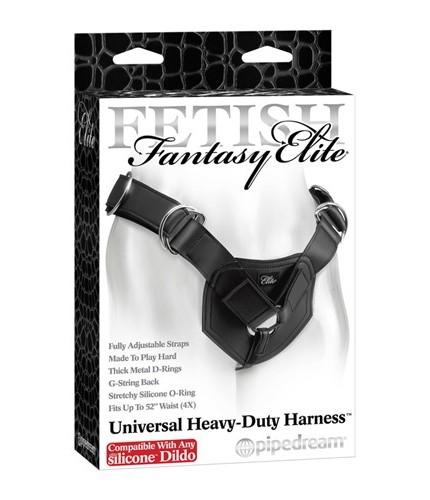 FETISH
Fantasy Elite®
Elite
Fully Adjustable Straps
Made To Play Hard
Thick Metal D-Rings
G-String Back
Stretchy Silicone O-Ring
Fits Up To 52" Waist (4X)
Universal Heavy-Duty Harness™
Compatible With Any
silicone Dildo
pipedream®